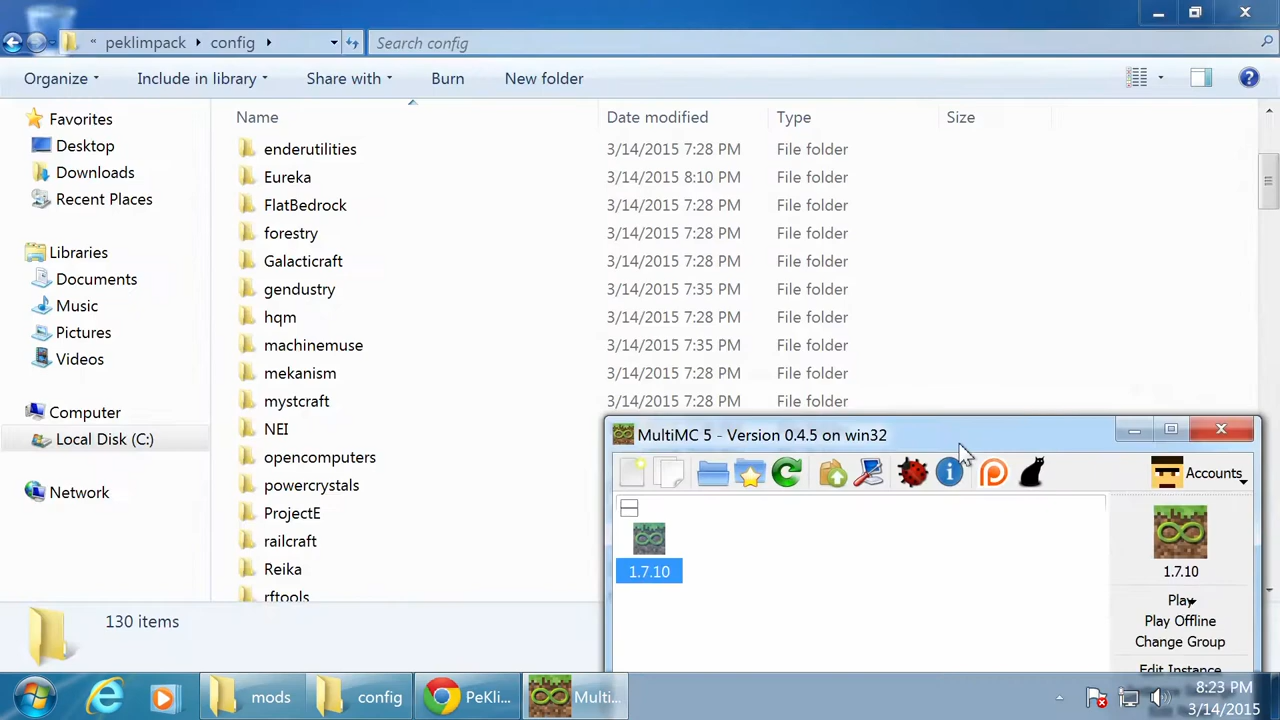 « peklimpack config Search config
Organize Include in library Share with Burn New folder
Favorites
Desktop
Downloads
Recent Places
Libraries
Documents
Music
Pictures
Videos
Computer
Local Disk (C:)
Network
Name Date modified Type Size
enderutilities 3/14/2015 7:28 PM File folder
Eureka 3/14/2015 8:10 PM File folder
FlatBedrock 3/14/2015 7:28 PM File folder
forestry 3/14/2015 7:28 PM File folder
Galacticraft 3/14/2015 7:28 PM File folder
gendustry 3/14/2015 7:35 PM File folder
hqm 3/14/2015 7:28 PM File folder
machinemuse 3/14/2015 7:35 PM File folder
mekanism 3/14/2015 7:28 PM File folder
mystcraft 3/14/2015 7:28 PM File folder
NEI
opencomputers
powercrystals
ProjectE
railcraft
Reika
rftools
130 items
MultiMC 5 - Version 0.4.5 on win32
Accounts
1.7.10
1.7.10
Play
Play Offline
Change Group
Edit Instance
mods config PeKli... Multi...
8:23 PM
3/14/2015